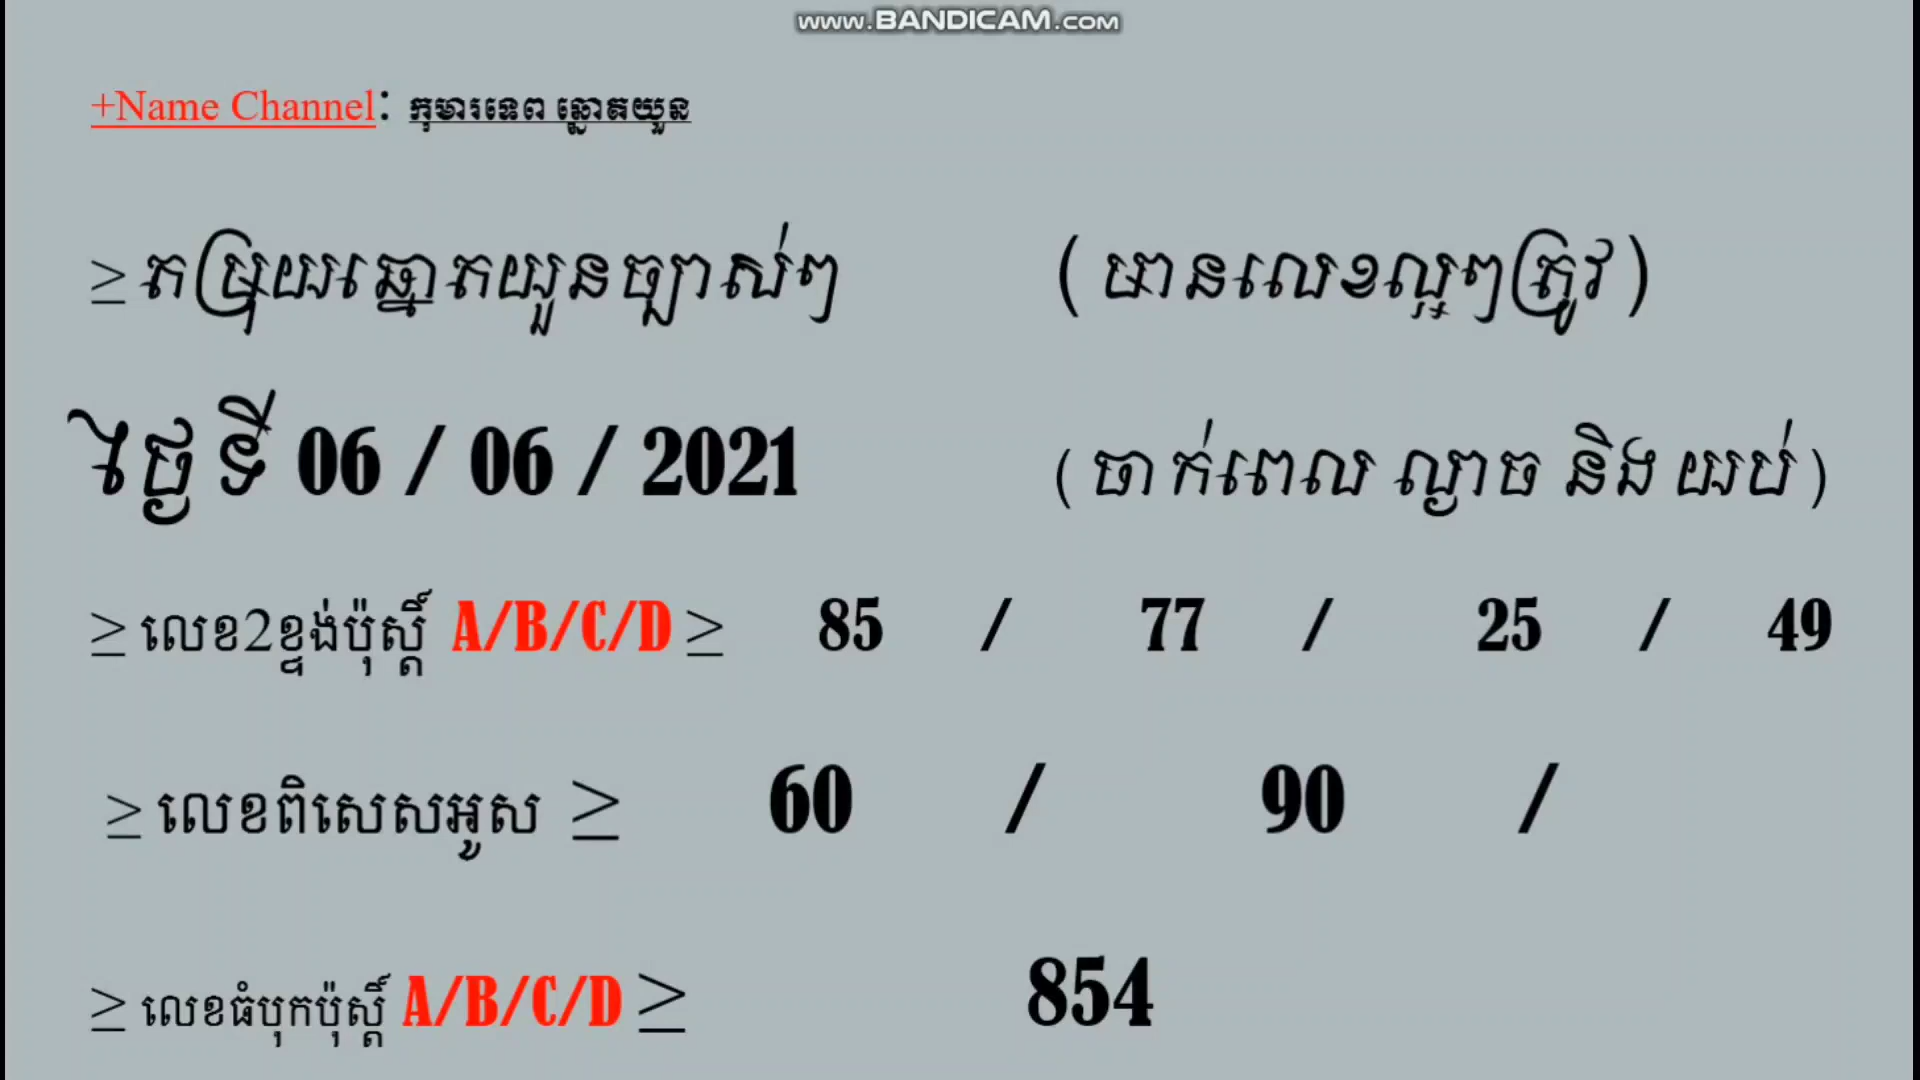 www.BANDICAM.com
+Name Channel: កុមារទេព ឆ្នោតយួន
≥ តម្រុយឆ្នោតយួនច្បាស់ៗ (មានលេខល្អៗត្រូវ)
ថ្ងៃទី 06 / 06 / 2021 (ចាក់ពេល ល្ងាច និង យប់)
≥ លេខ2ខ្ទង់ប៉ុស្តិ៍ A/B/C/D ≥ 85 / 77 / 25 / 49
≥ លេខពិសេសអូស ≥ 60 / 90 /
≥ លេខធំបុកប៉ុស្តិ៍ A/B/C/D ≥ 854